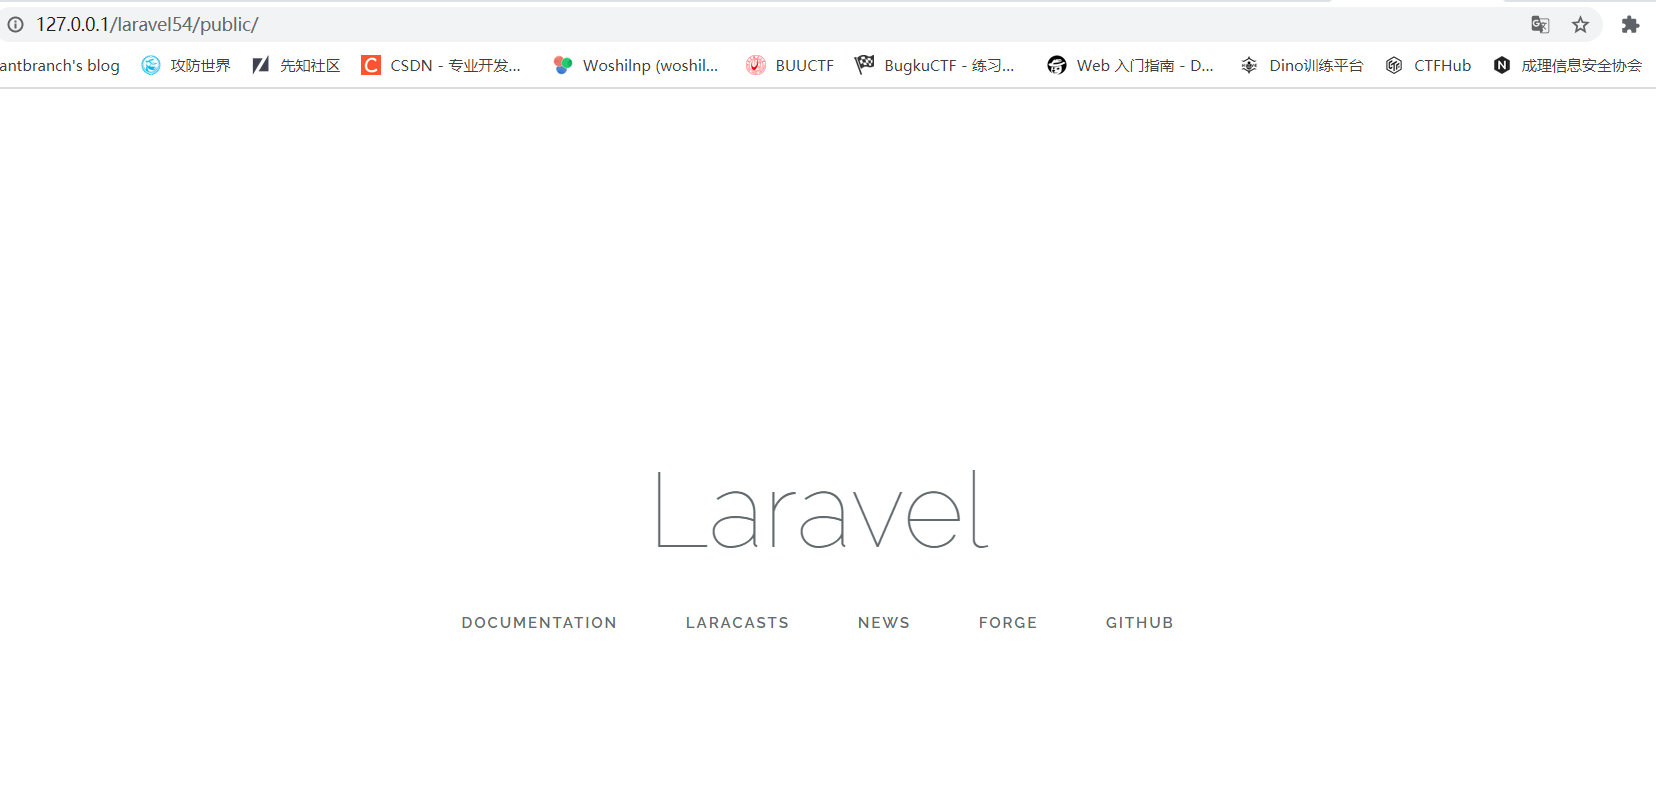 127.0.0.1/laravel54/public/
antbranch's blog 攻防世界 先知社区 CSDN - 专业开发... Woshilnp (woshil... BUUCTF BugkuCTF - 练习... Web 入门指南 - D... Dino训练平台 CTFHub 成理信息安全协会
Laravel
DOCUMENTATION LARACASTS NEWS FORGE GITHUB